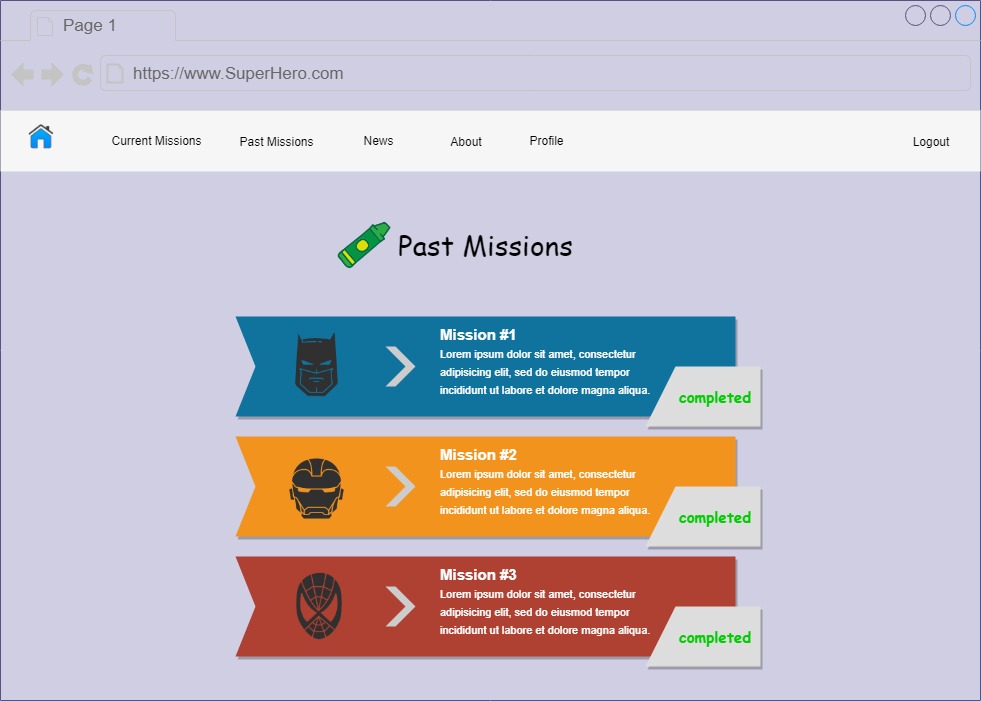 Page 1
https://www.SuperHero.com
Current Missions
Past Missions
News
About
Profile
Logout
Past Missions
Mission #1
Lorem ipsum dolor sit amet, consectetur
adipisicing elit, sed do eiusmod tempor
incididunt ut labore et dolore magna aliqua.
completed
Mission #2
Lorem ipsum dolor sit amet, consectetur
adipisicing elit, sed do eiusmod tempor
incididunt ut labore et dolore magna aliqua.
completed
Mission #3
Lorem ipsum dolor sit amet, consectetur
adipisicing elit, sed do eiusmod tempor
incididunt ut labore et dolore magna aliqua.
completed